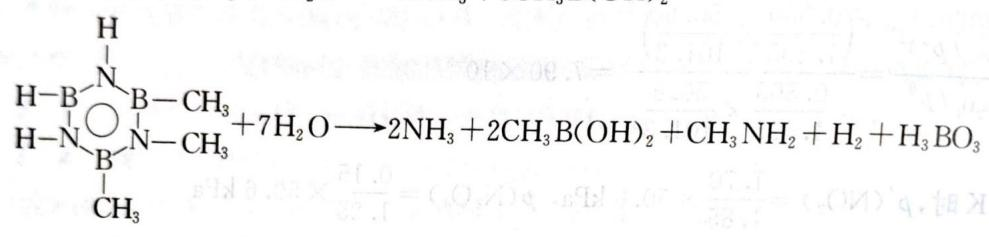 H
N
H-B B-CH₃
H-N N-CH₃
B
CH₃
+7H₂O⟶2NH₃+2CH₃B(OH)₂+CH₃NH₂+H₂+H₃BO₃